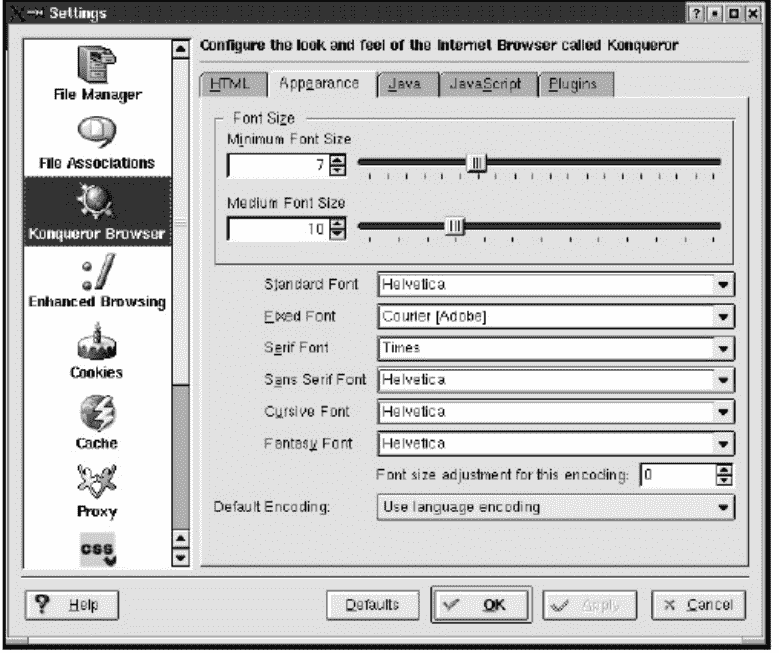 Settings
Configure the look and feel of the Internet Browser called Konqueror
File Manager
File Associations
Konqueror Browser
Enhanced Browsing
Cookies
Cache
Proxy
css
HTML Appearance Java JavaScript Plugins
Font Size
Minimum Font Size
7
Medium Font Size
10
Standard Font Helvetica
Fixed Font Courier [Adobe]
Serif Font Times
Sans Serif Font Helvetica
Cursive Font Helvetica
Fantasy Font Helvetica
Font size adjustment for this encoding: 0
Default Encoding: Use language encoding
? Help Defaults OK Apply Cancel